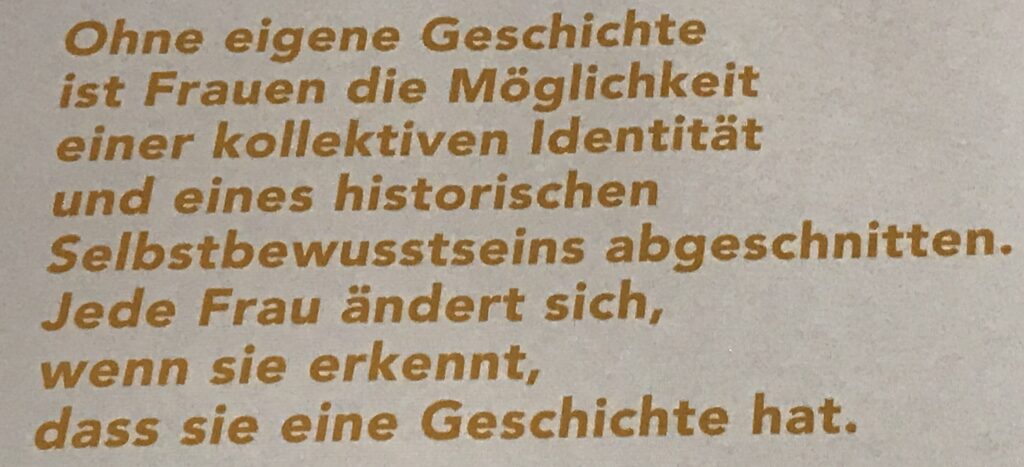 Ohne eigene Geschichte
ist Frauen die Möglichkeit
einer kollektiven Identität
und eines historischen
Selbstbewusstseins abgeschnitten.
Jede Frau ändert sich,
wenn sie erkennt,
dass sie eine Geschichte hat.